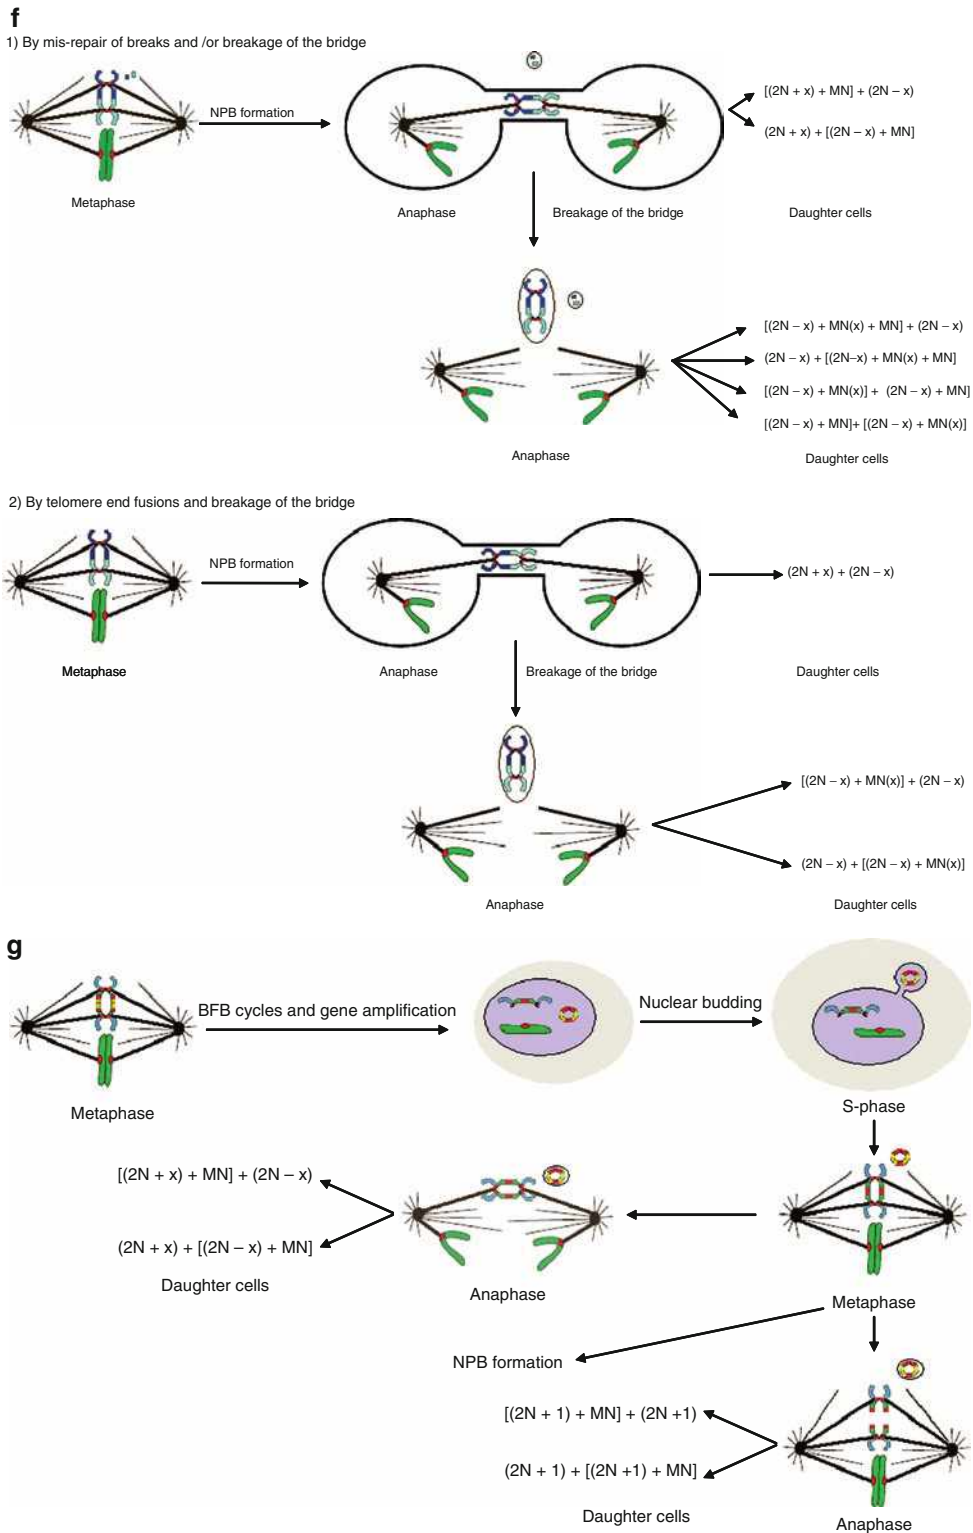 f
1) By mis-repair of breaks and /or breakage of the bridge
NPB formation
Metaphase
Anaphase
Breakage of the bridge
[(2N + x) + MN] + (2N – x)
(2N + x) + [(2N – x) + MN]
Daughter cells
[(2N – x) + MN(x) + MN] + (2N – x)
(2N – x) + [(2N–x) + MN(x) + MN]
[(2N – x) + MN(x)] + (2N – x) + MN]
[(2N – x) + MN]+ [(2N – x) + MN(x)]
Anaphase
Daughter cells
2) By telomere end fusions and breakage of the bridge
NPB formation
(2N + x) + (2N – x)
Metaphase
Anaphase
Breakage of the bridge
Daughter cells
[(2N – x) + MN(x)] + (2N – x)
(2N – x) + [(2N – x) + MN(x)]
Anaphase
Daughter cells
g
BFB cycles and gene amplification
Nuclear budding
Metaphase
S-phase
[(2N + x) + MN] + (2N – x)
(2N + x) + [(2N – x) + MN]
Daughter cells
Anaphase
Metaphase
NPB formation
[(2N + 1) + MN] + (2N +1)
(2N + 1) + [(2N +1) + MN]
Daughter cells
Anaphase